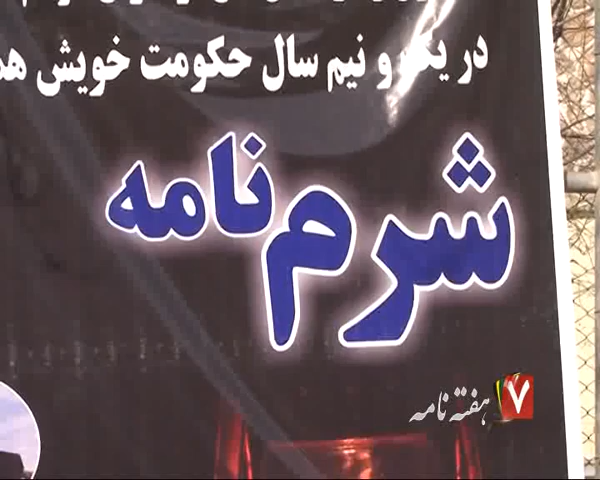 در یک و نیم سال حکومت خویش
شرم نامه
هفته نامه ۷